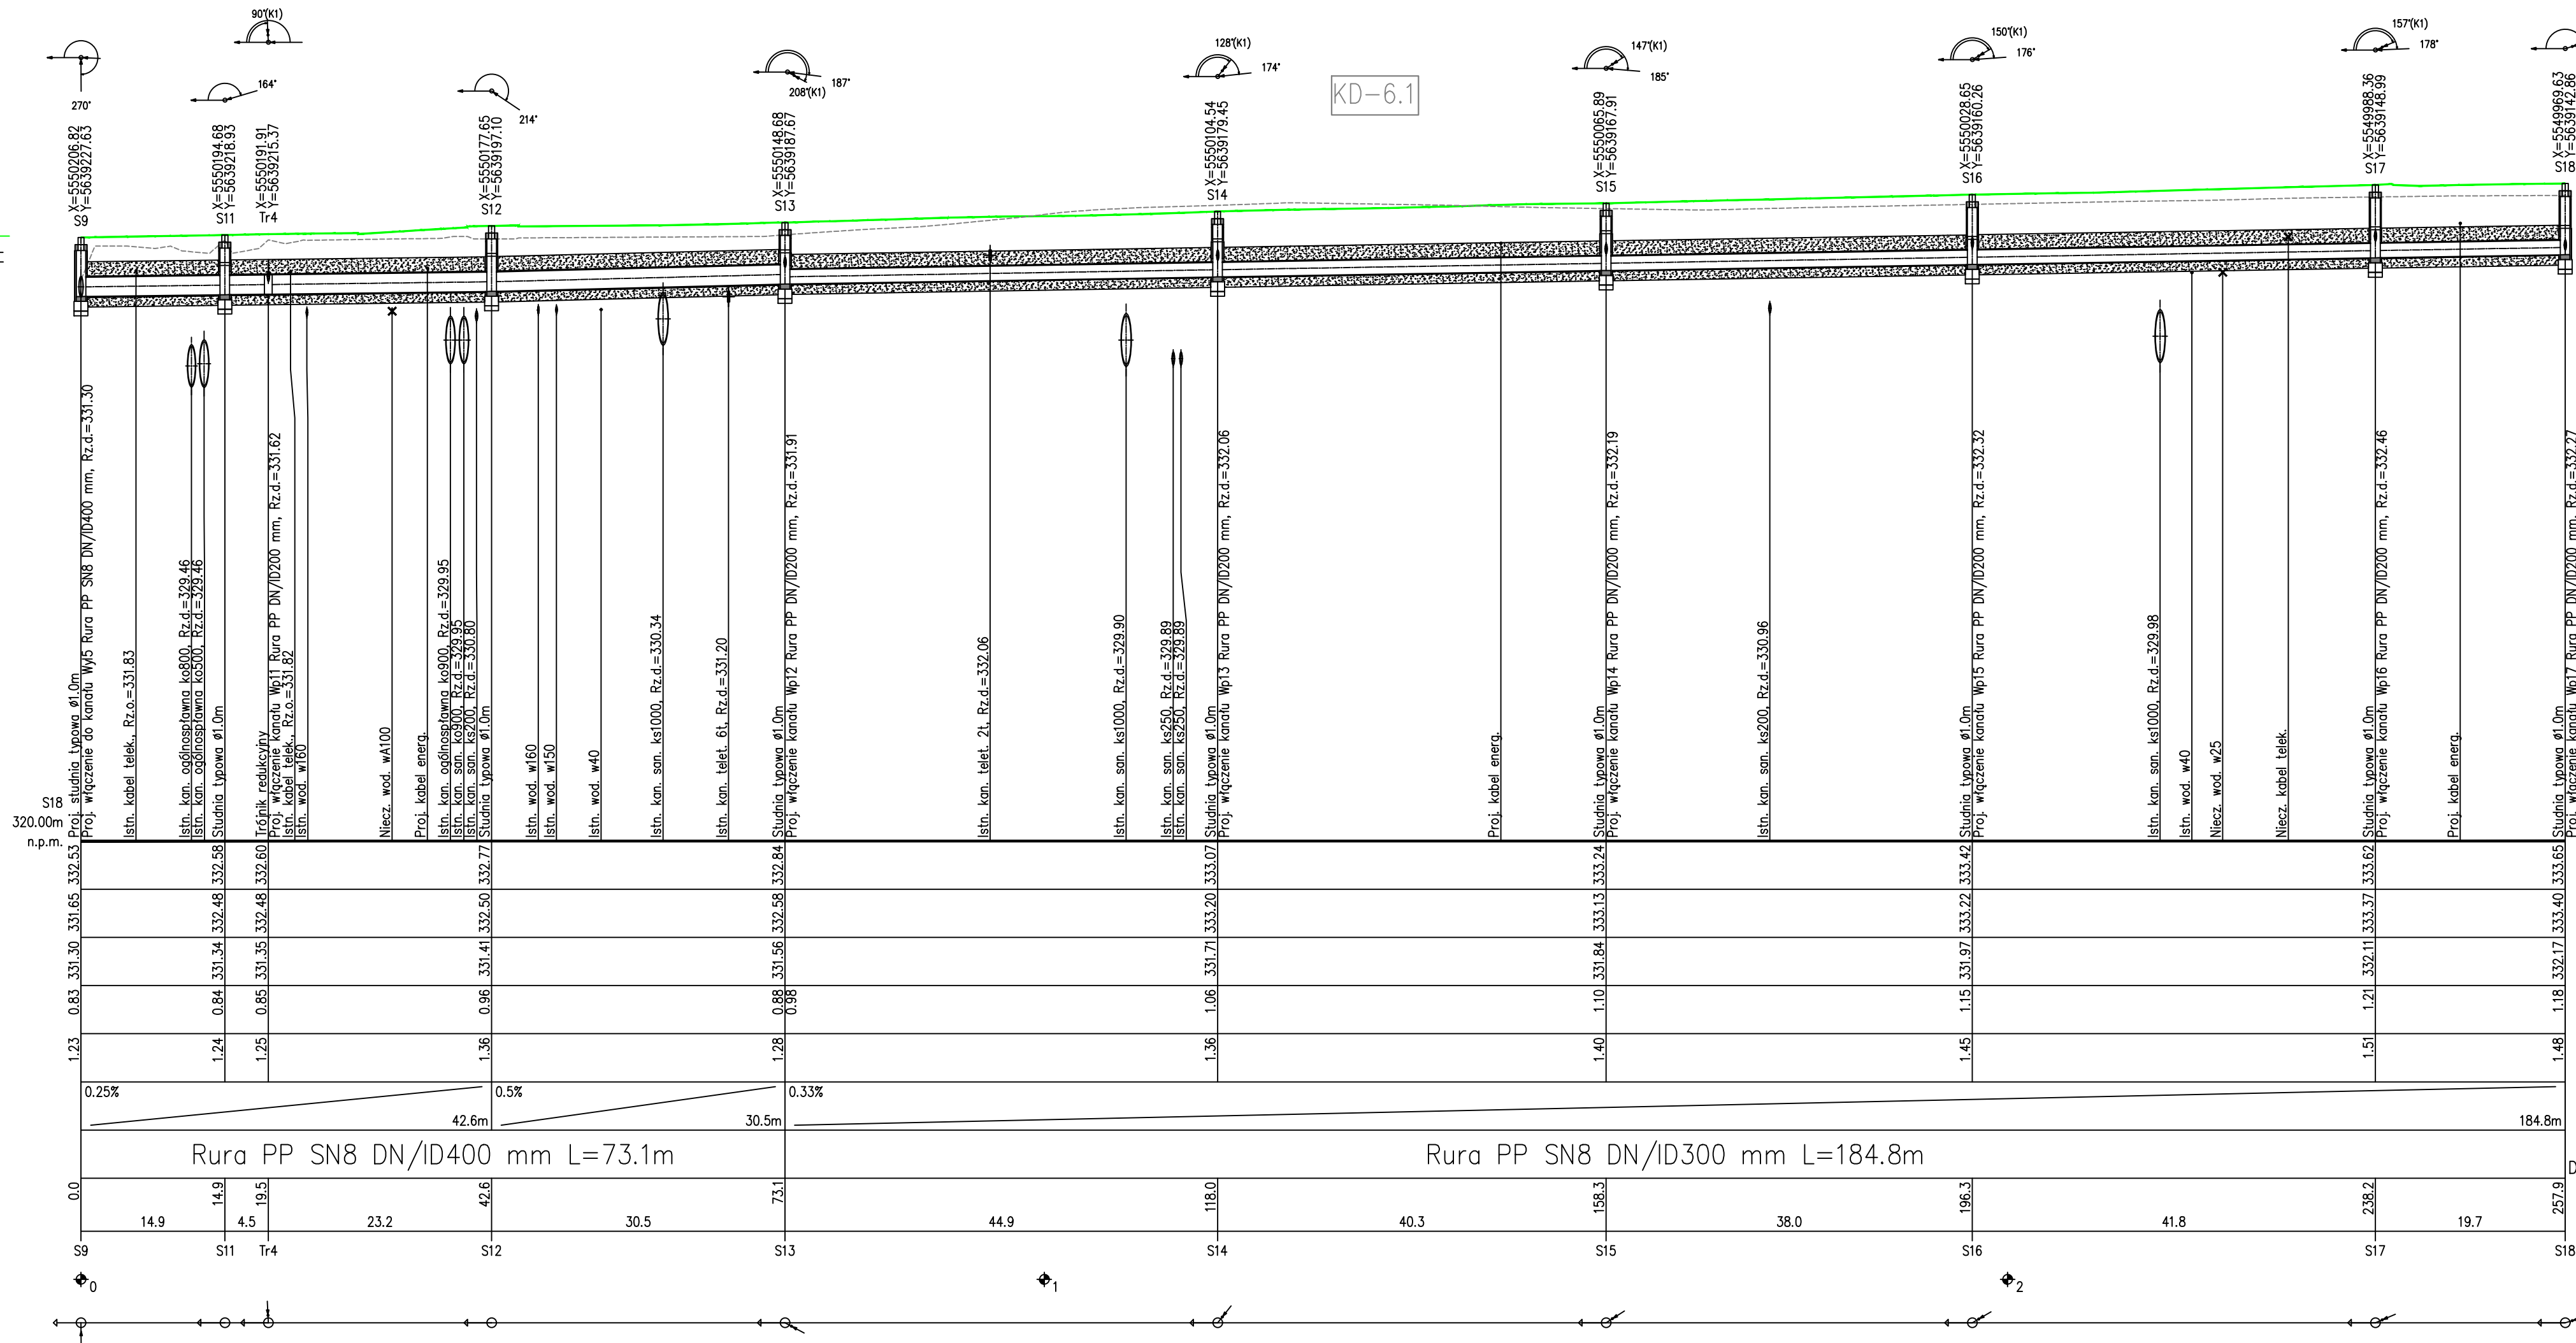 90°(K1)
270°
164°
214°
187°
208°(K1)
128°(K1)
174°
KD-6.1
147°(K1)
185°
150°(K1)
176°
157°(K1)
178°
X=5550206.82
Y=5639227.63
S9
X=5550194.68
Y=5639218.93
S11
X=5550191.91
Y=5639215.37
Tr4
X=5550177.65
Y=5639197.10
S12
X=5550148.68
Y=5639187.67
S13
X=5550104.54
Y=5639179.45
S14
X=5550065.89
Y=5639167.91
S15
X=5550028.65
Y=5639160.26
S16
X=5549988.36
Y=5639148.99
S17
X=5549969.63
Y=5639142.86
S18
Proj. studnia typowa ø1.0m
Proj. włączenie do kanału Wyl5 Rura PP SN8 DN/ID400 mm, Rz.d.=331.30
Istn. kabel telek., Rz.o.=331.83
Istn. kan. ogólnospławna ko800, Rz.d.=329.46
Istn. kan. ogólnospławna ko500, Rz.d.=329.46
Studnia typowa ø1.0m
Trójnik redukcyjny
Proj. włączenie kanału Wp11 Rura PP DN/ID200 mm, Rz.d.=331.62
Istn. kabel telek., Rz.o.=331.82
Istn. wod. w160
Niecz. wod. wA100
Proj. kabel energ.
Istn. kan. ogólnospławna ko900, Rz.d.=329.95
Istn. kan. san. ko900, Rz.d.=329.95
Istn. kan. san. ks200, Rz.d.=330.80
Studnia typowa ø1.0m
Istn. wod. w160
Istn. wod. w150
Istn. wod. w40
Istn. kan. san. ks1000, Rz.d.=330.34
Istn. kan. telet. 6t, Rz.d.=331.20
Studnia typowa ø1.0m
Proj. włączenie kanału Wp12 Rura PP DN/ID200 mm, Rz.d.=331.91
Istn. kan. telet. 2t, Rz.d.=332.06
Istn. kan. san. ks1000, Rz.d.=329.90
Istn. kan. san. ks250, Rz.d.=329.89
Istn. kan. san. ks250, Rz.d.=329.89
Studnia typowa ø1.0m
Proj. włączenie kanału Wp13 Rura PP DN/ID200 mm, Rz.d.=332.06
Proj. kabel energ.
Studnia typowa ø1.0m
Proj. włączenie kanału Wp14 Rura PP DN/ID200 mm, Rz.d.=332.19
Istn. kan. san. ks200, Rz.d.=330.96
Studnia typowa ø1.0m
Proj. włączenie kanału Wp15 Rura PP DN/ID200 mm, Rz.d.=332.32
Istn. kan. san. ks1000, Rz.d.=329.98
Istn. wod. w40
Niecz. wod. w25
Niecz. kabel telek.
Studnia typowa ø1.0m
Proj. włączenie kanału Wp16 Rura PP DN/ID200 mm, Rz.d.=332.46
Proj. kabel energ.
Studnia typowa ø1.0m
Proj. włączenie kanału Wp17 Rura PP DN/ID200 mm, Rz.d.=332.27
S18
320.00m
n.p.m.
332.53 332.58 332.60 332.77 332.84 333.07 333.24 333.42 333.62 333.65
331.65 332.48 332.48 332.50 332.58 333.20 333.13 333.22 333.37 333.40
331.30 331.34 331.35 331.41 331.56 331.71 331.84 331.97 332.11 332.17
0.83 0.84 0.85 0.96 0.88 0.98 1.06 1.10 1.15 1.21 1.18
1.23 1.24 1.25 1.36 1.28 1.36 1.40 1.45 1.51 1.48
0.25% 0.5% 0.33%
42.6m 30.5m 184.8m
Rura PP SN8 DN/ID400 mm L=73.1m
Rura PP SN8 DN/ID300 mm L=184.8m
0.0 14.9 19.5 42.6 73.1 118.0 158.3 196.3 238.2 257.9
14.9 4.5 23.2 30.5 44.9 40.3 38.0 41.8 19.7
S9 S11 Tr4 S12 S13 S14 S15 S16 S17 S18
0 1 2